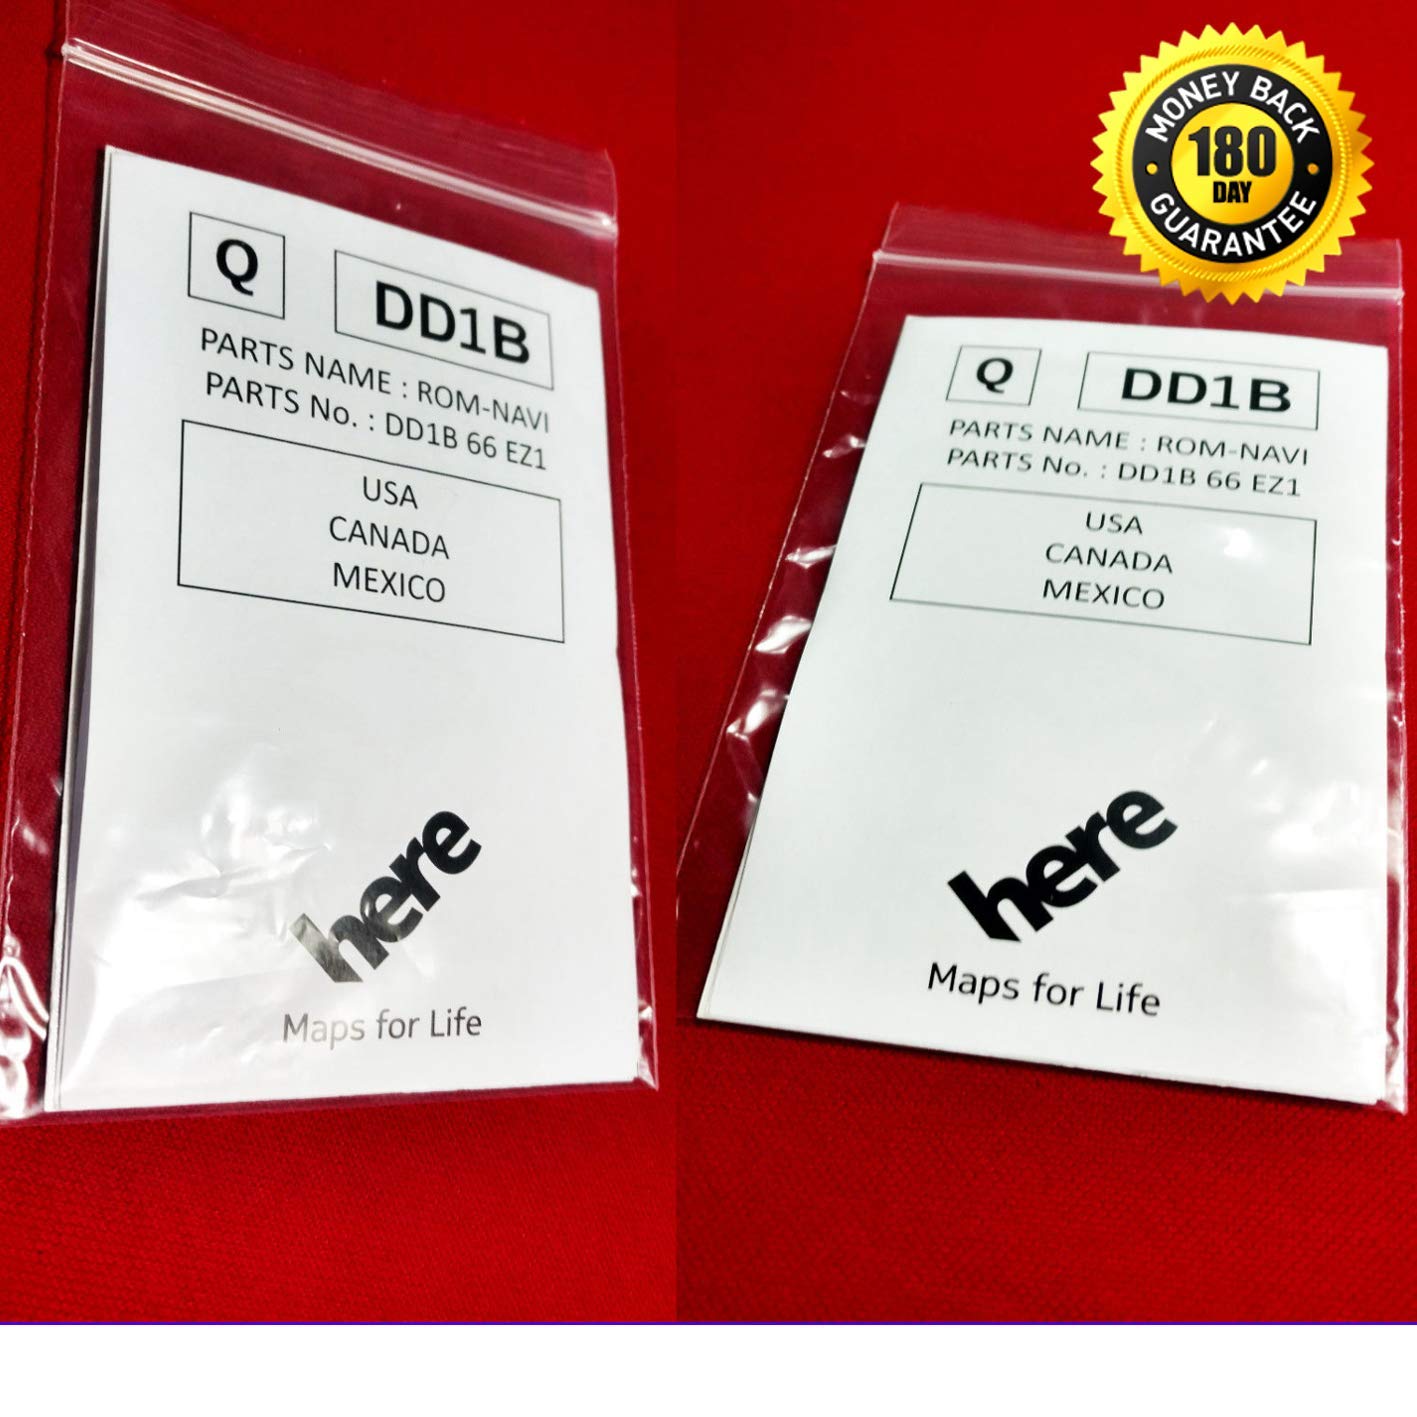 Q
DD1B
PARTS NAME : ROM-NAVI
PARTS No. : DD1B 66 EZ1
USA
CANADA
MEXICO
here
Maps for Life
MONEY BACK
180
DAY
GUARANTEE
Q
DD1B
PARTS NAME : ROM-NAVI
PARTS No. : DD1B 66 EZ1
USA
CANADA
MEXICO
here
Maps for Life